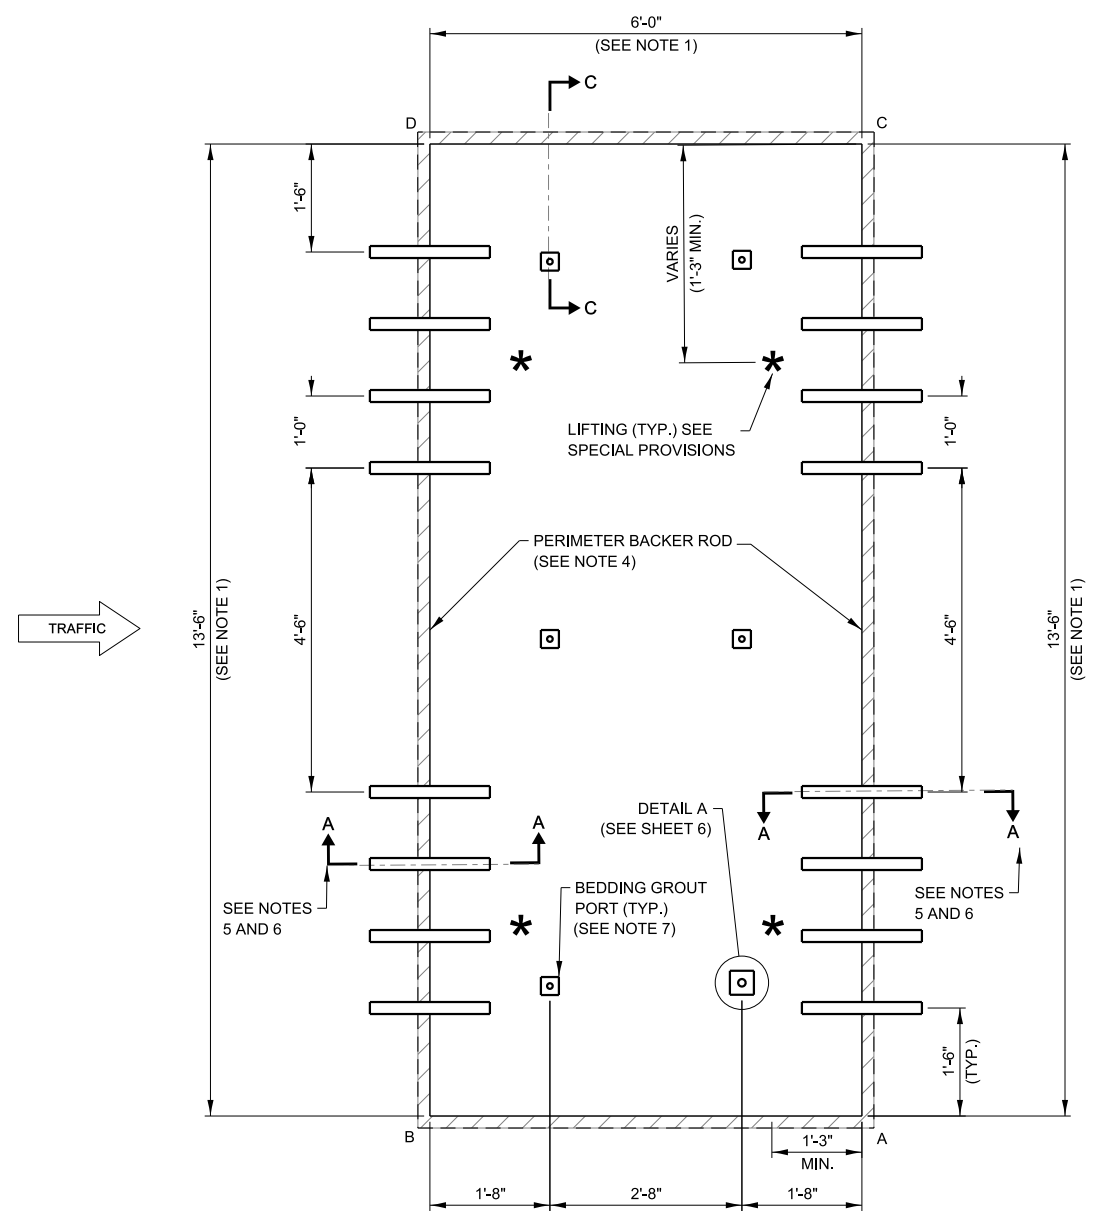 6'-0"
(SEE NOTE 1)
C
D
C
1'-6"
VARIES
(1'-3" MIN.)
C
*
*
1'-0"
LIFTING (TYP.) SEE
SPECIAL PROVISIONS
1'-0"
PERIMETER BACKER ROD
(SEE NOTE 4)
TRAFFIC
13'-6"
(SEE NOTE 1)
4'-6"
4'-6"
13'-6"
(SEE NOTE 1)
DETAIL A
(SEE SHEET 6)
A
A
A
A
BEDDING GROUT
PORT (TYP.)
(SEE NOTE 7)
SEE NOTES
5 AND 6
SEE NOTES
5 AND 6
*
*
1'-6"
(TYP.)
B
A
1'-3"
MIN.
1'-8"
2'-8"
1'-8"